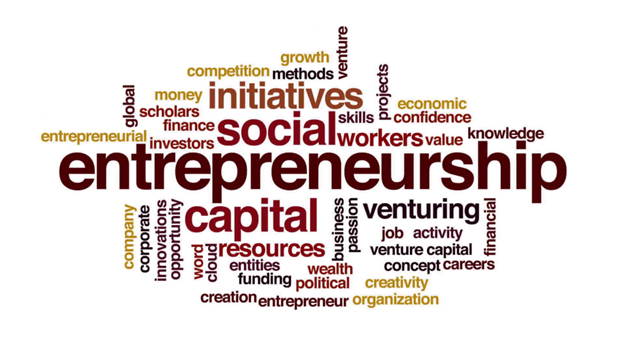 growth
venture
competition
methods
projects
global
money
initiatives
economic
scholars
skills
confidence
finance
social
entrepreneurial
investors
workers
value
knowledge
entrepreneurship
company
corporate
innovations
opportunity
capital
business
passion
venturing
financial
job
activity
word
cloud
resources
venture capital
entities
wealth
concept
careers
funding
political
creativity
creation
entrepreneur
organization